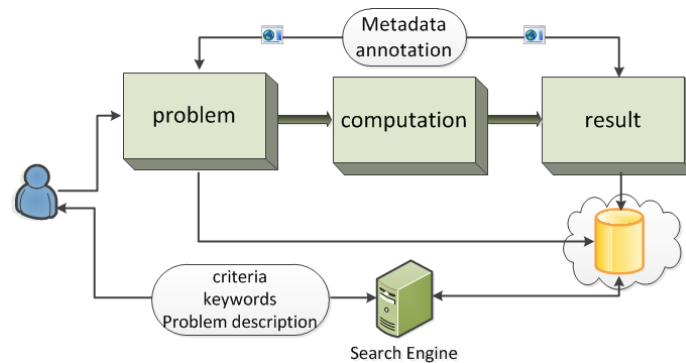 Metadata
annotation
problem
computation
result
criteria
keywords
Problem description
Search Engine